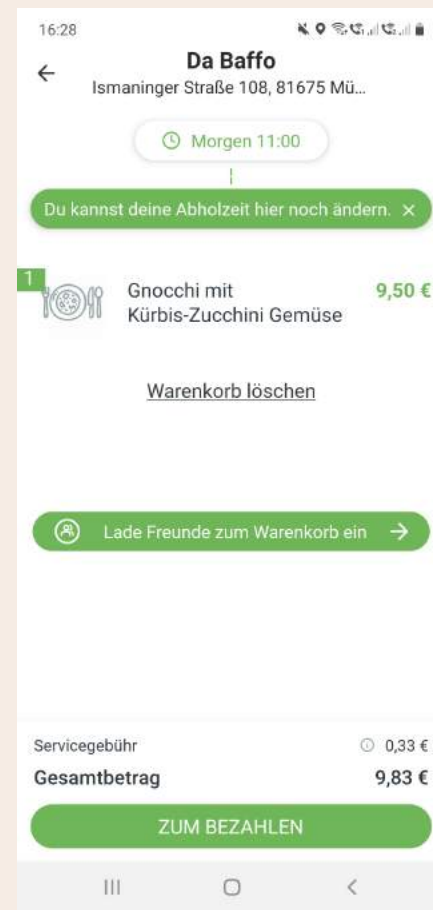 16:28
Da Baffo
Ismaninger Straße 108, 81675 Mü...
Morgen 11:00
Du kannst deine Abholzeit hier noch ändern. ×
1
Gnocchi mit 9,50 €
Kürbis-Zucchini Gemüse
Warenkorb löschen
Lade Freunde zum Warenkorb ein
Servicegebühr 0,33 €
Gesamtbetrag 9,83 €
ZUM BEZAHLEN